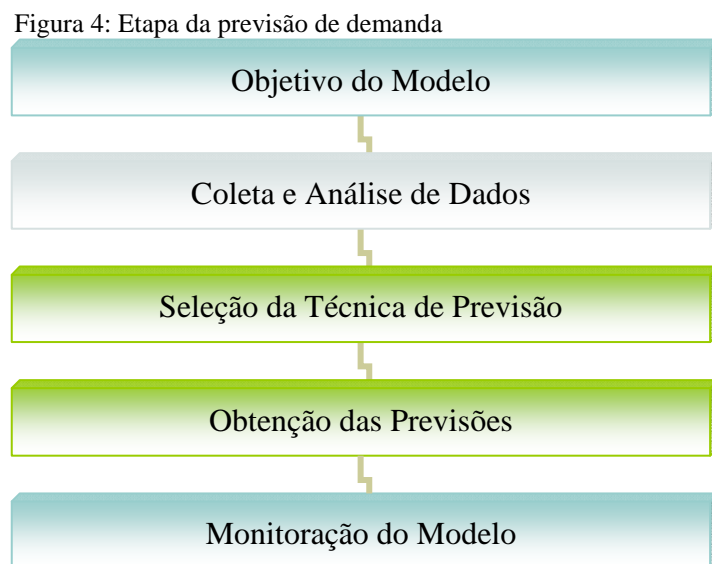 Figura 4: Etapa da previsão de demanda
Objetivo do Modelo
Coleta e Análise de Dados
Seleção da Técnica de Previsão
Obtenção das Previsões
Monitoração do Modelo